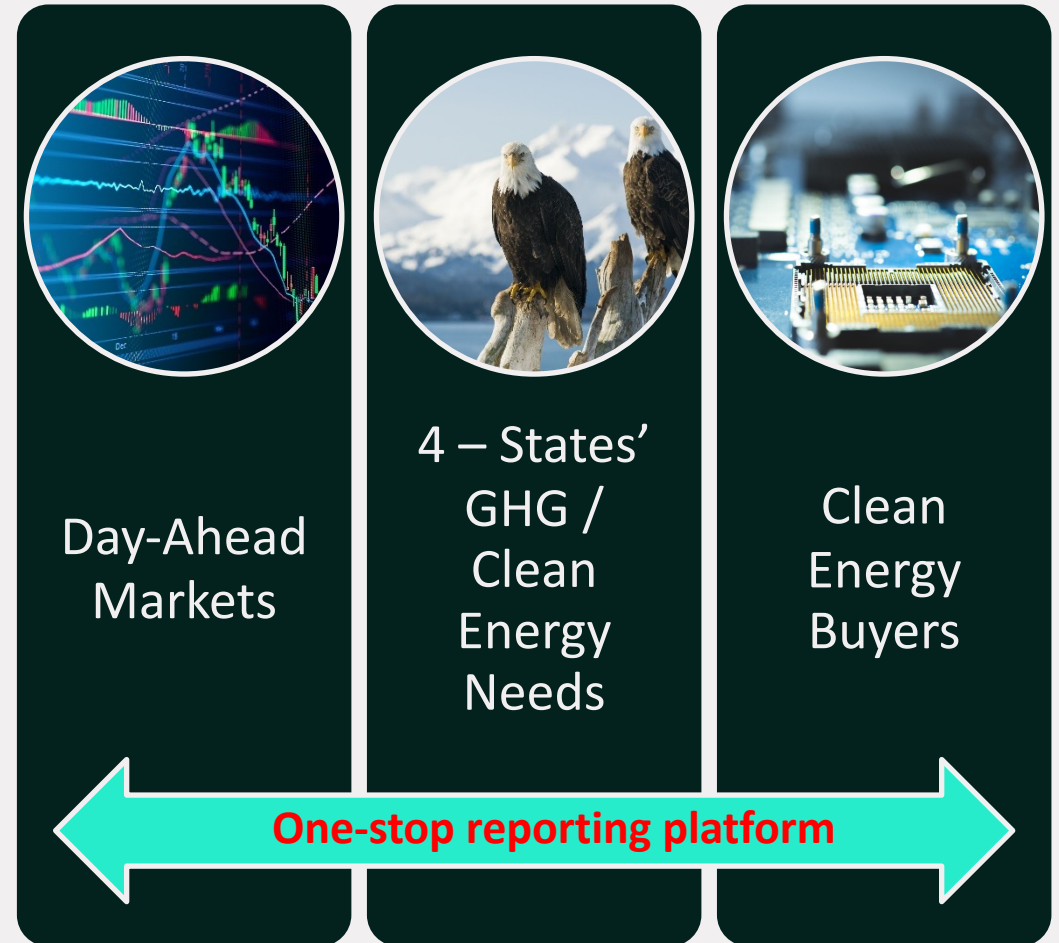 Day-Ahead
Markets
4 – States’
GHG /
Clean
Energy
Needs
Clean
Energy
Buyers
One-stop reporting platform